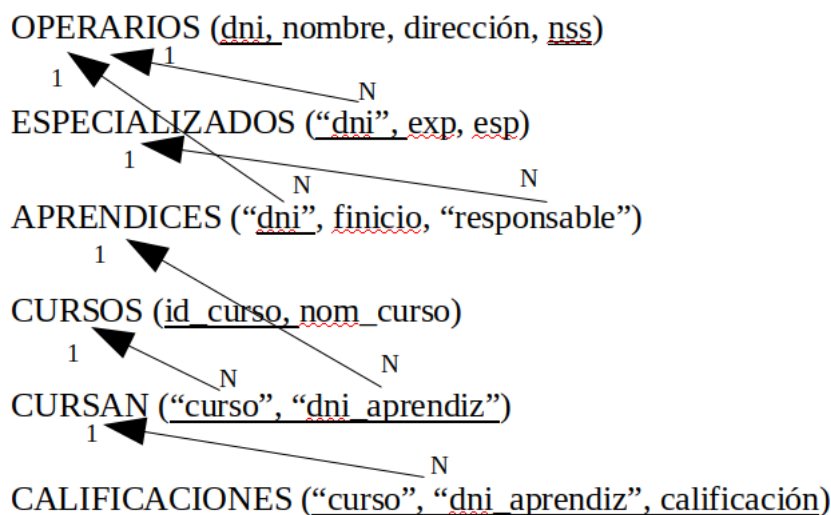 OPERARIOS (dni, nombre, dirección, nss)
1
1
N
ESPECIALIZADOS (“dni”, exp, esp)
1
N
N
APRENDICES (“dni”, finicio, “responsable”)
1
CURSOS (id_curso, nom_curso)
1
N
N
CURSAN (“curso”, “dni_aprendiz”)
1
N
CALIFICACIONES (“curso”, “dni_aprendiz”, calificación)